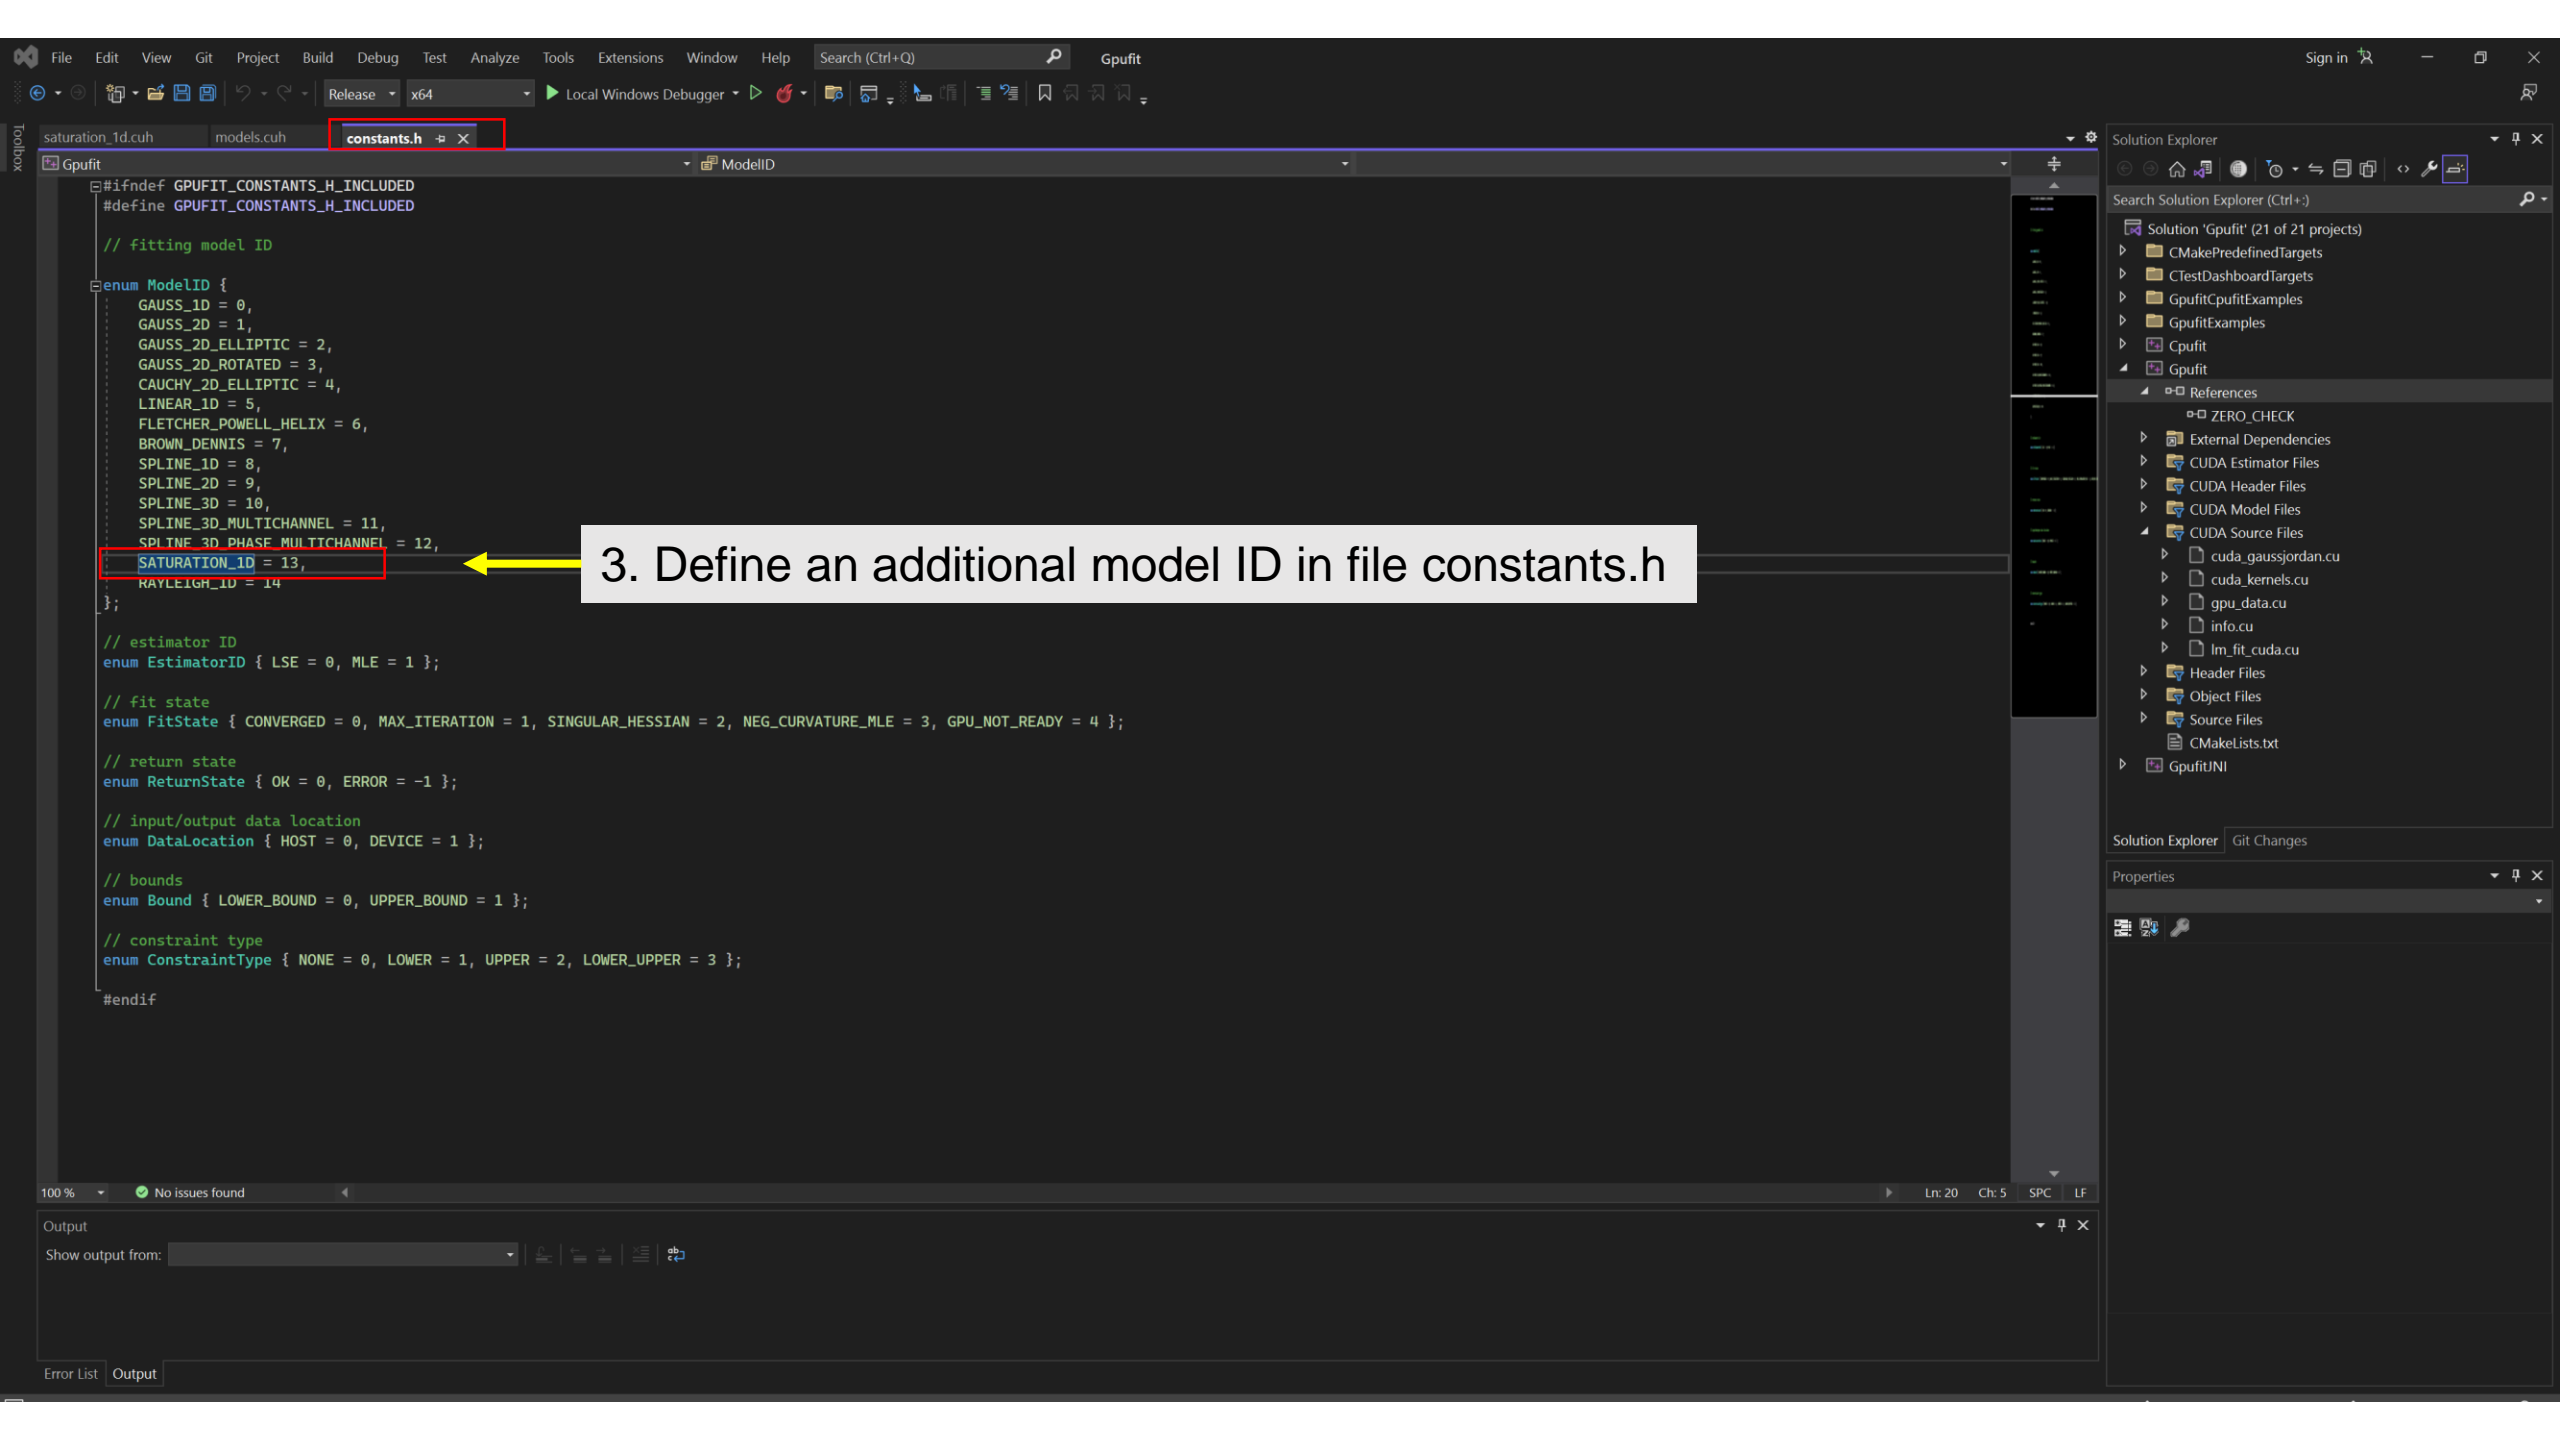 File Edit View Git Project Build Debug Test Analyze Tools Extensions Window Help Search (Ctrl+Q) Gpufit Sign in
Release x64 Local Windows Debugger
Toolbox
saturation_1d.cuh models.cuh constants.h
Gpufit ModelID
#ifndef GPUFIT_CONSTANTS_H_INCLUDED
#define GPUFIT_CONSTANTS_H_INCLUDED
// fitting model ID
enum ModelID {
GAUSS_1D = 0,
GAUSS_2D = 1,
GAUSS_2D_ELLIPTIC = 2,
GAUSS_2D_ROTATED = 3,
CAUCHY_2D_ELLIPTIC = 4,
LINEAR_1D = 5,
FLETCHER_POWELL_HELIX = 6,
BROWN_DENNIS = 7,
SPLINE_1D = 8,
SPLINE_2D = 9,
SPLINE_3D = 10,
SPLINE_3D_MULTICHANNEL = 11,
SPLINE_3D_PHASE_MULTICHANNEL = 12,
SATURATION_1D = 13,
RAYLEIGH_1D = 14
};
3. Define an additional model ID in file constants.h
// estimator ID
enum EstimatorID { LSE = 0, MLE = 1 };
// fit state
enum FitState { CONVERGED = 0, MAX_ITERATION = 1, SINGULAR_HESSIAN = 2, NEG_CURVATURE_MLE = 3, GPU_NOT_READY = 4 };
// return state
enum ReturnState { OK = 0, ERROR = -1 };
// input/output data location
enum DataLocation { HOST = 0, DEVICE = 1 };
// bounds
enum Bound { LOWER_BOUND = 0, UPPER_BOUND = 1 };
// constraint type
enum ConstraintType { NONE = 0, LOWER = 1, UPPER = 2, LOWER_UPPER = 3 };
#endif
100 % No issues found Ln: 20 Ch: 5 SPC LF
Output
Show output from:
Error List Output
Solution Explorer
Search Solution Explorer (Ctrl+:)
Solution 'Gpufit' (21 of 21 projects)
CMakePredefinedTargets
CTestDashboardTargets
GpufitCpufitExamples
GpufitExamples
Cpufit
Gpufit
References
ZERO_CHECK
External Dependencies
CUDA Estimator Files
CUDA Header Files
CUDA Model Files
CUDA Source Files
cuda_gaussjordan.cu
cuda_kernels.cu
gpu_data.cu
info.cu
lm_fit_cuda.cu
Header Files
Object Files
Source Files
CMakeLists.txt
GpufitJNI
Solution Explorer Git Changes
Properties